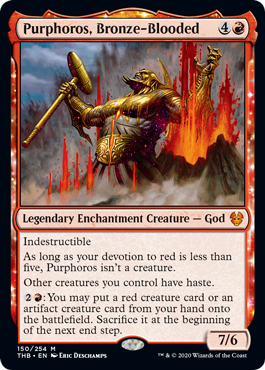 Purphoros, Bronze-Blooded 4
Legendary Enchantment Creature — God
Indestructible
As long as your devotion to red is less than
five, Purphoros isn't a creature.
Other creatures you control have haste.
2 : You may put a red creature card or an
artifact creature card from your hand onto
the battlefield. Sacrifice it at the beginning
of the next end step.
7/6
150/254 M
THB • EN Eric Deschamps
™ & © 2020 Wizards of the Coast